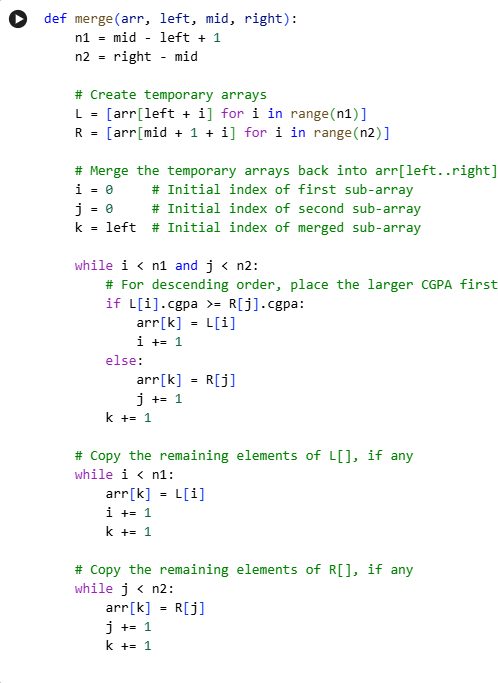 def merge(arr, left, mid, right):
    n1 = mid - left + 1
    n2 = right - mid

    # Create temporary arrays
    L = [arr[left + i] for i in range(n1)]
    R = [arr[mid + 1 + i] for i in range(n2)]

    # Merge the temporary arrays back into arr[left..right]
    i = 0     # Initial index of first sub-array
    j = 0     # Initial index of second sub-array
    k = left  # Initial index of merged sub-array

    while i < n1 and j < n2:
        # For descending order, place the larger CGPA first
        if L[i].cgpa >= R[j].cgpa:
            arr[k] = L[i]
            i += 1
        else:
            arr[k] = R[j]
            j += 1
        k += 1

    # Copy the remaining elements of L[], if any
    while i < n1:
        arr[k] = L[i]
        i += 1
        k += 1

    # Copy the remaining elements of R[], if any
    while j < n2:
        arr[k] = R[j]
        j += 1
        k += 1